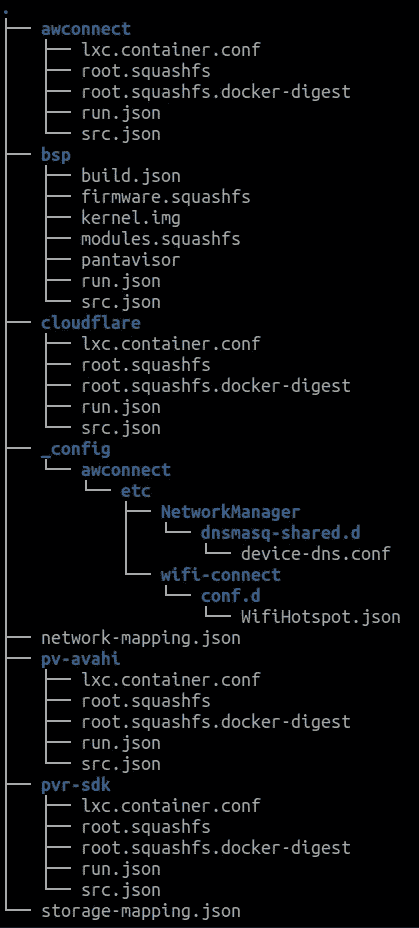 .
├── awconnect
│   ├── lxc.container.conf
│   ├── root.squashfs
│   ├── root.squashfs.docker-digest
│   ├── run.json
│   └── src.json
├── bsp
│   ├── build.json
│   ├── firmware.squashfs
│   ├── kernel.img
│   ├── modules.squashfs
│   ├── pantavisor
│   ├── run.json
│   └── src.json
├── cloudflare
│   ├── lxc.container.conf
│   ├── root.squashfs
│   ├── root.squashfs.docker-digest
│   ├── run.json
│   └── src.json
├── _config
│   └── awconnect
│       └── etc
│           ├── NetworkManager
│           │   └── dnsmasq-shared.d
│           │       └── device-dns.conf
│           └── wifi-connect
│               └── conf.d
│                   └── WifiHotspot.json
├── network-mapping.json
├── pv-avahi
│   ├── lxc.container.conf
│   ├── root.squashfs
│   ├── root.squashfs.docker-digest
│   ├── run.json
│   └── src.json
├── pvr-sdk
│   ├── lxc.container.conf
│   ├── root.squashfs
│   ├── root.squashfs.docker-digest
│   ├── run.json
│   └── src.json
└── storage-mapping.json